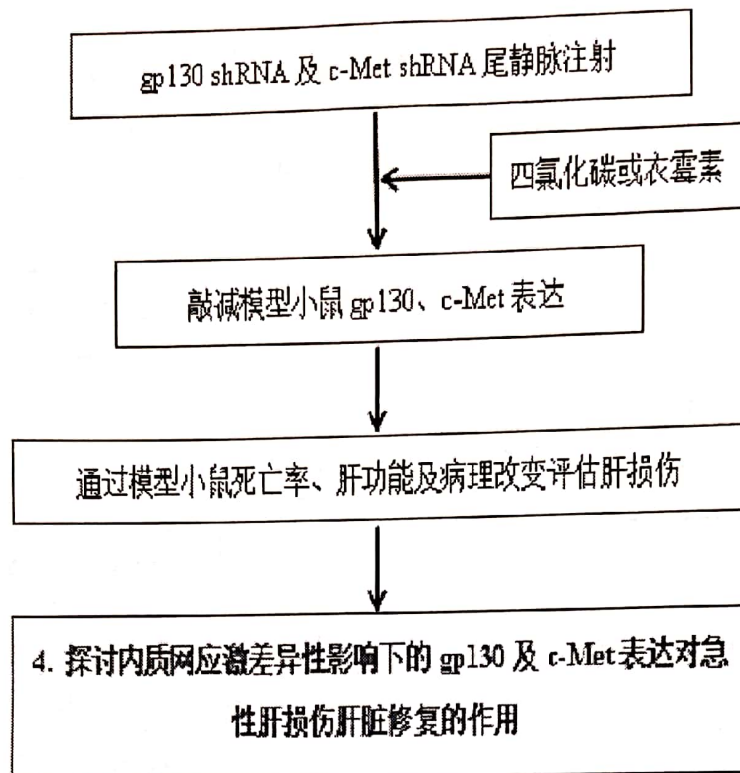 gp130 shRNA 及 c-Met shRNA 尾静脉注射
四氯化碳或衣霉素
敲减模型小鼠 gp130、c-Met 表达
通过模型小鼠死亡率、肝功能及病理改变评估肝损伤
4. 探讨内质网应激差异性影响下的 gp130 及 c-Met 表达对急
性肝损伤肝脏修复的作用